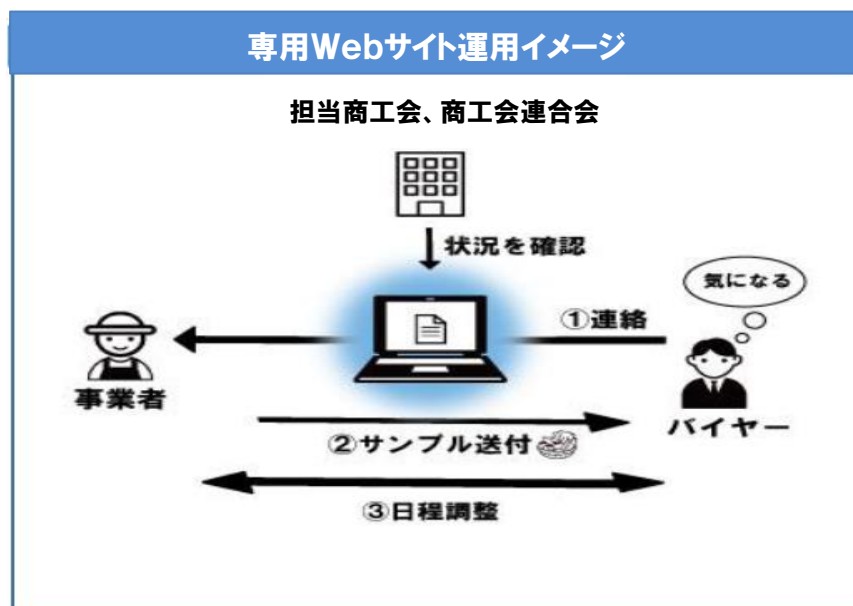 専用Webサイト運用イメージ
担当商工会、商工会連合会
状況を確認
気になる
①連絡
事業者
バイヤー
②サンプル送付
③日程調整